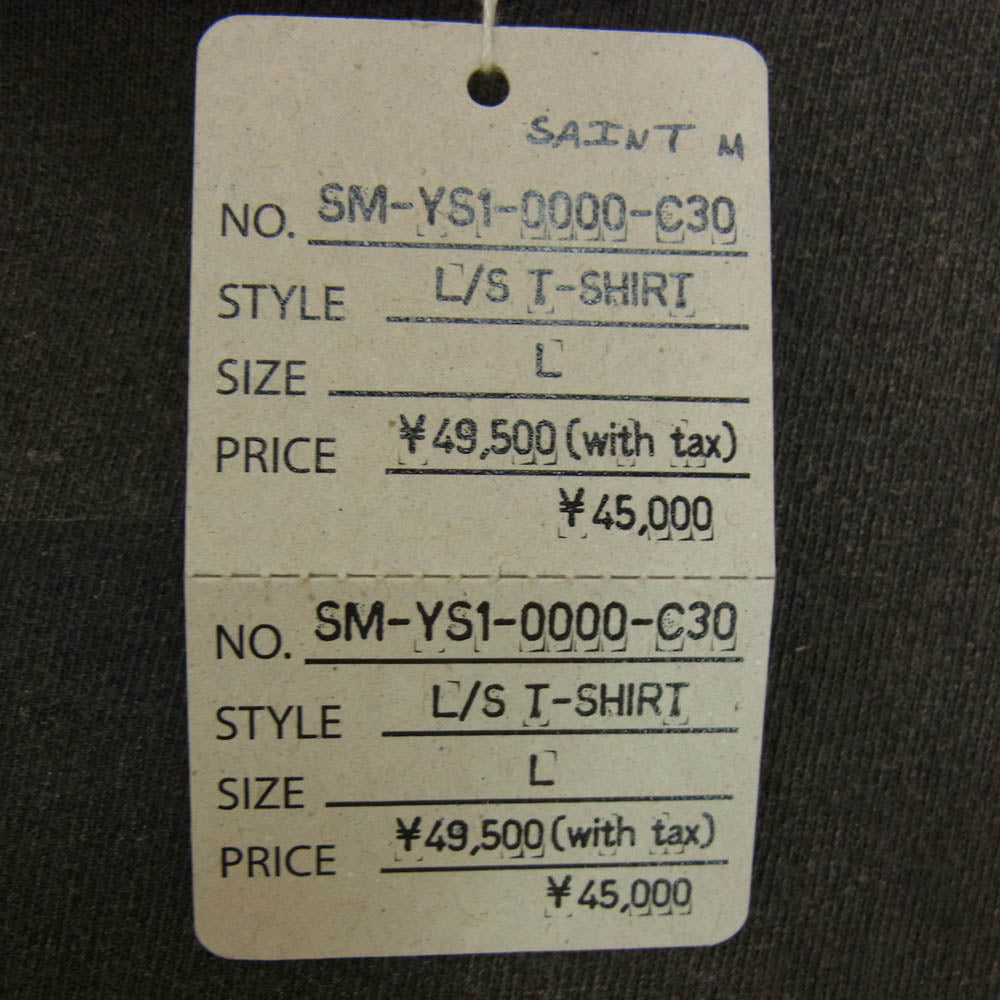 SAINT M
NO. SM-YS1-0000-C30
STYLE L/S T-SHIRT
SIZE L
PRICE ¥49,500(with tax)
¥45,000
NO. SM-YS1-0000-C30
STYLE L/S T-SHIRT
SIZE L
PRICE ¥49,500(with tax)
¥45,000